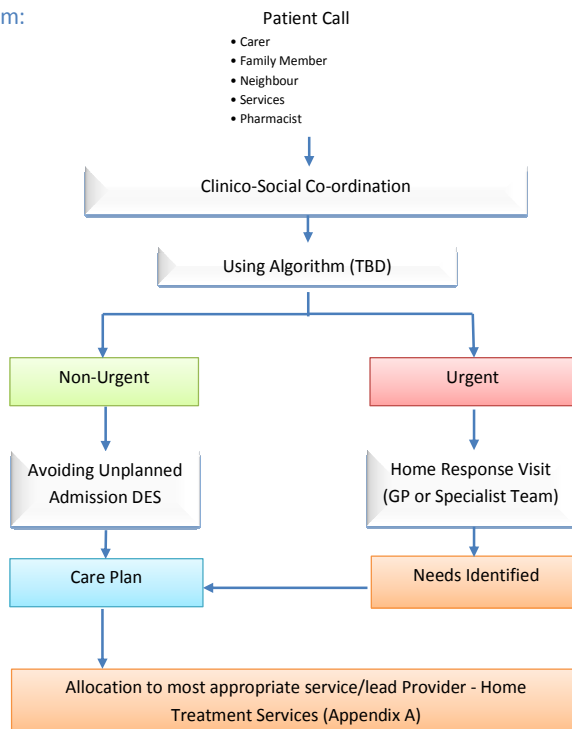 m:
Patient Call
• Carer
• Family Member
• Neighbour
• Services
• Pharmacist
Clinico-Social Co-ordination
Using Algorithm (TBD)
Non-Urgent
Urgent
Avoiding Unplanned
Admission DES
Home Response Visit
(GP or Specialist Team)
Care Plan
Needs Identified
Allocation to most appropriate service/lead Provider - Home
Treatment Services (Appendix A)